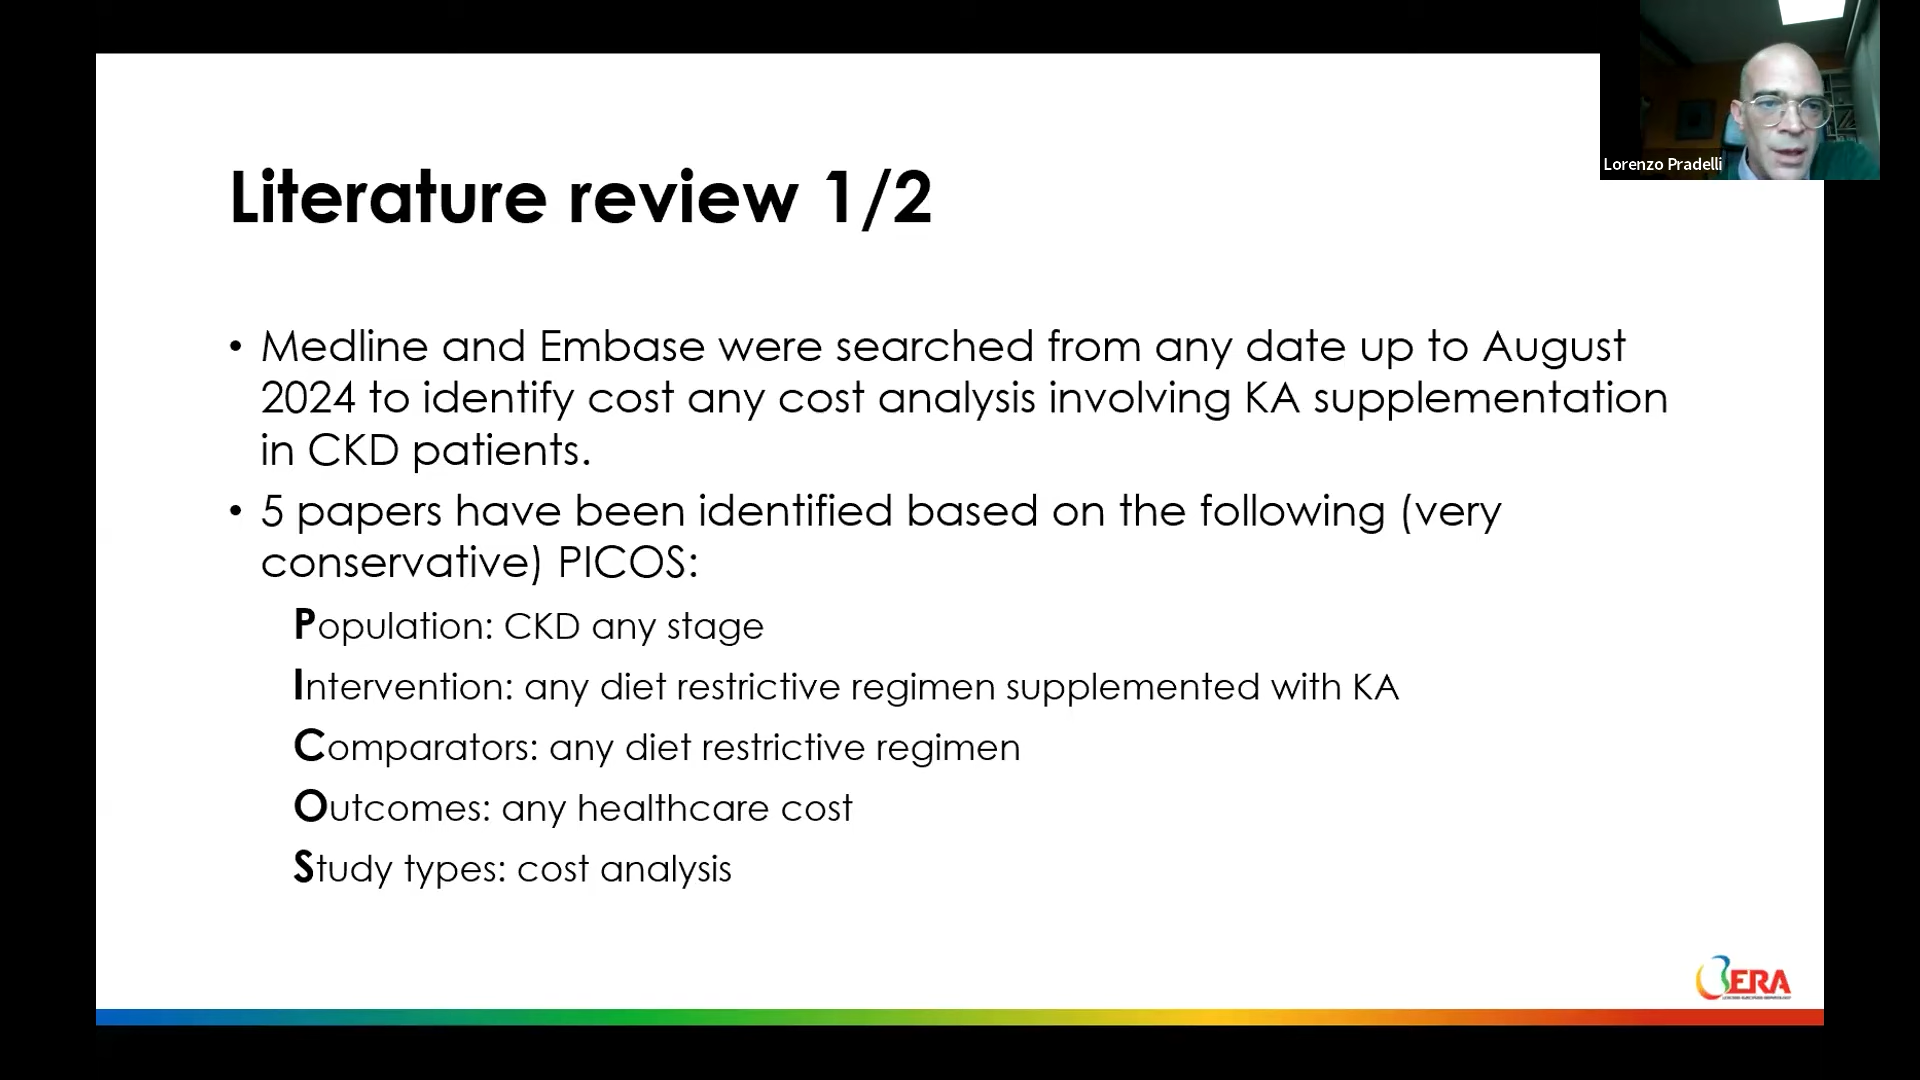 Lorenzo Pradelli
Literature review 1/2
• Medline and Embase were searched from any date up to August
2024 to identify cost any cost analysis involving KA supplementation
in CKD patients.
• 5 papers have been identified based on the following (very
conservative) PICOS:
Population: CKD any stage
Intervention: any diet restrictive regimen supplemented with KA
Comparators: any diet restrictive regimen
Outcomes: any healthcare cost
Study types: cost analysis
ERA